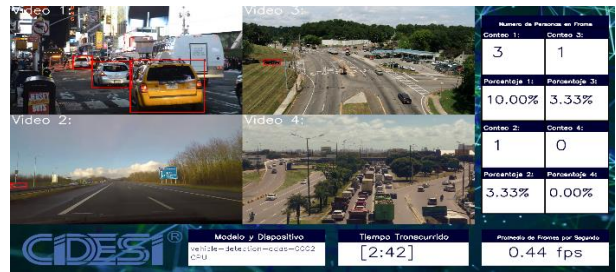 Video 1:
Video 3:
Video 2:
Video 4:
JERSEY
Numero de Personas en Frame
Conteo 1:
Conteo 3:
3
1
Porcentaje 1:
Porcentaje 3:
10.00%
3.33%
Conteo 2:
Conteo 4:
1
0
Porcentaje 2:
Porcentaje 4:
3.33%
0.00%
CIDESI®
Modelo y Dispositivo
vehicle-detection-adas-0002
CPU
Tiempo Transcurrido
[2:42]
Promedio de Frames por Segundo
0.44 fps